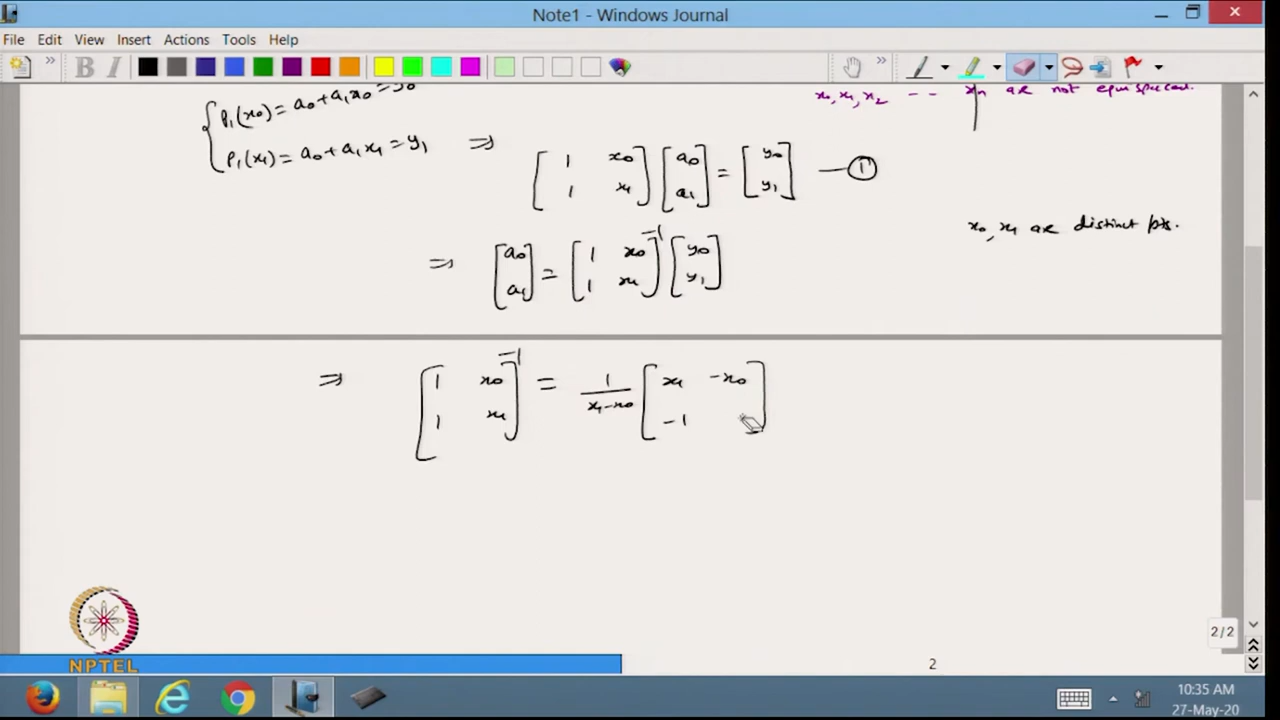 Note1 - Windows Journal
File Edit View Insert Actions Tools Help
P₁(x₀) = a₀ + a₁x₀ = y₀
x₀, x₁, x₂ -- xₙ are not equispaced.
P₁(x₁) = a₀ + a₁x₁ = y₁
⇒ [1 x₀; 1 x₁] [a₀; a₁] = [y₀; y₁] — ①
x₀, x₁ are distinct pts.
⇒ [a₀; a₁] = [1 x₀; 1 x₁]⁻¹ [y₀; y₁]
⇒ [1 x₀; 1 x₁]⁻¹ = 1/(x₁-x₀) [x₁ -x₀; -1 ]
NPTEL
2/2
2
10:35 AM
27-May-20